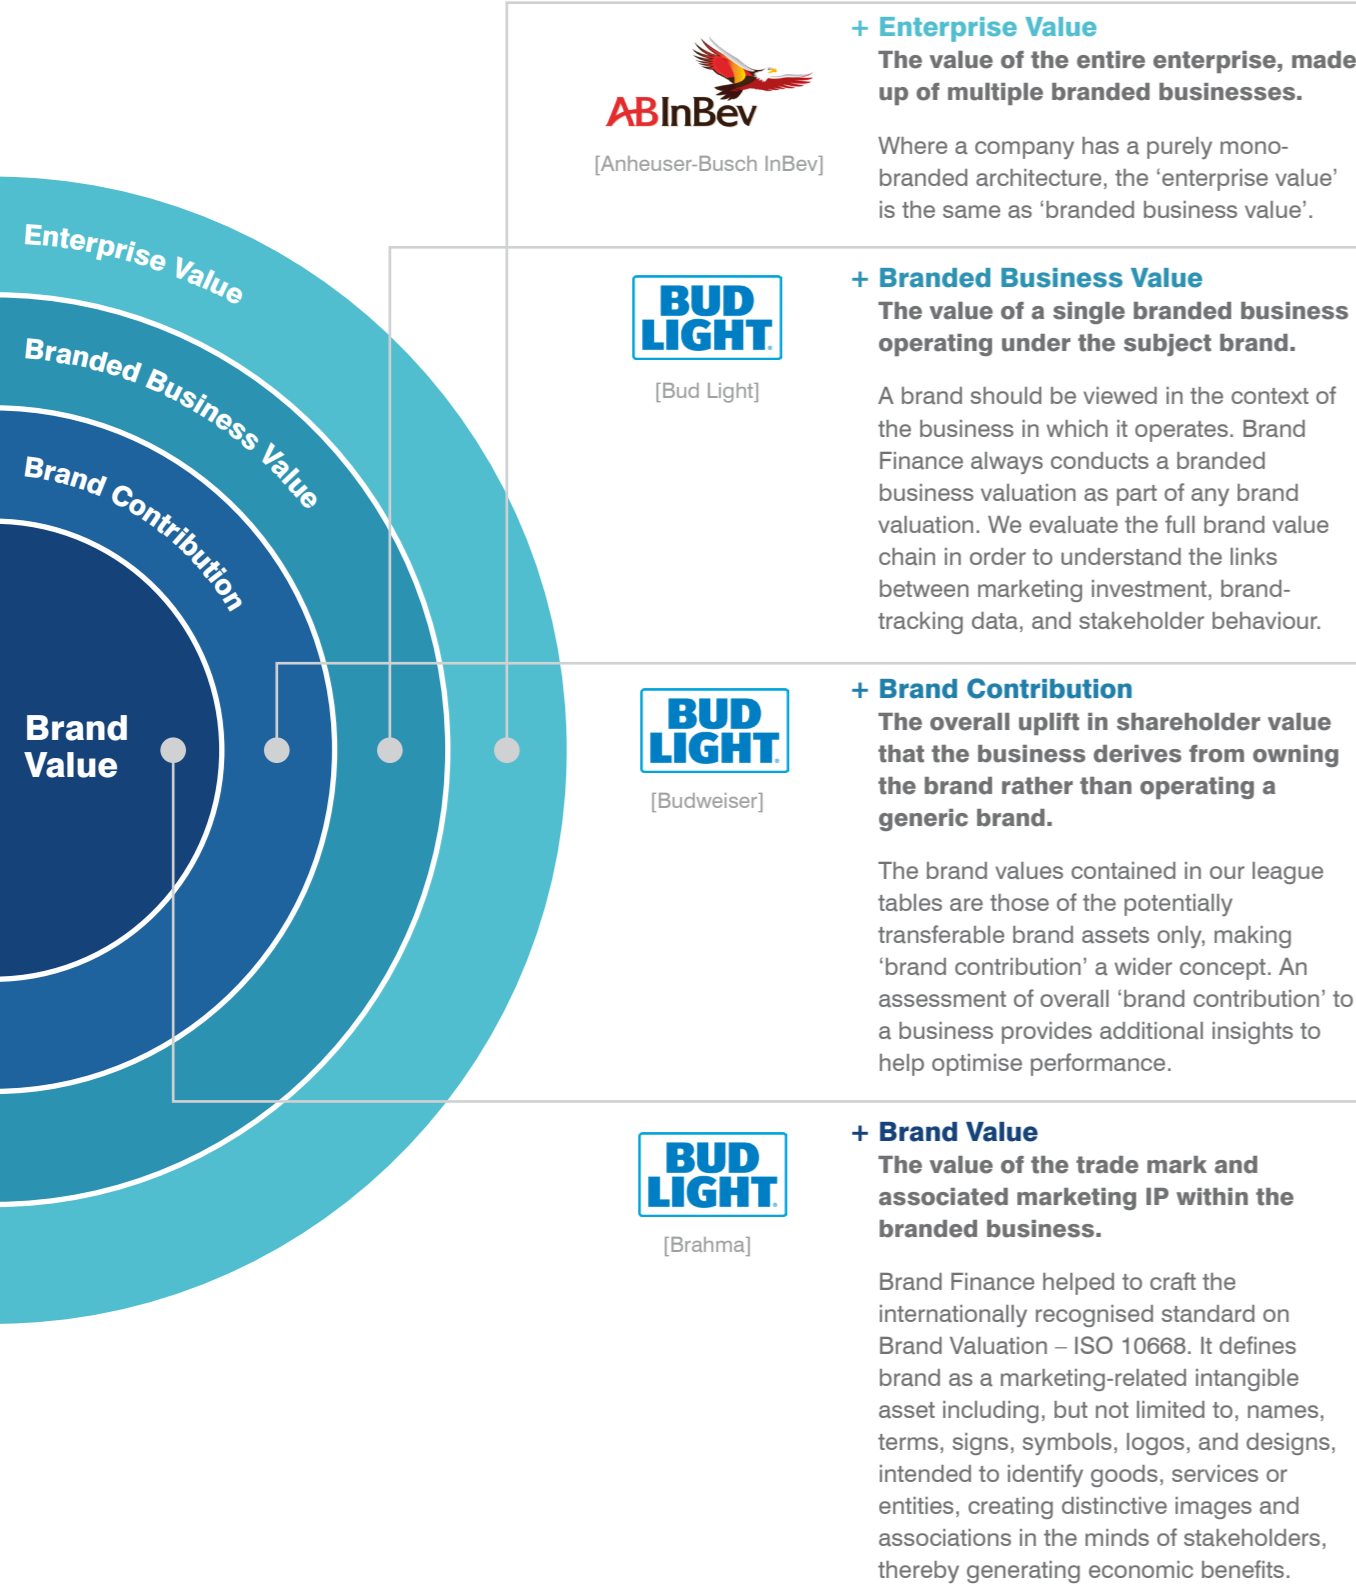 Enterprise Value
Branded Business Value
Brand Contribution
Brand
Value
ABInBev
[Anheuser-Busch InBev]
+ Enterprise Value
The value of the entire enterprise, made
up of multiple branded businesses.
Where a company has a purely mono-
branded architecture, the ‘enterprise value’
is the same as ‘branded business value’.
BUD
LIGHT
[Bud Light]
+ Branded Business Value
The value of a single branded business
operating under the subject brand.
A brand should be viewed in the context of
the business in which it operates. Brand
Finance always conducts a branded
business valuation as part of any brand
valuation. We evaluate the full brand value
chain in order to understand the links
between marketing investment, brand-
tracking data, and stakeholder behaviour.
BUD
LIGHT
[Budweiser]
+ Brand Contribution
The overall uplift in shareholder value
that the business derives from owning
the brand rather than operating a
generic brand.
The brand values contained in our league
tables are those of the potentially
transferable brand assets only, making
‘brand contribution’ a wider concept. An
assessment of overall ‘brand contribution’ to
a business provides additional insights to
help optimise performance.
BUD
LIGHT
[Brahma]
+ Brand Value
The value of the trade mark and
associated marketing IP within the
branded business.
Brand Finance helped to craft the
internationally recognised standard on
Brand Valuation – ISO 10668. It defines
brand as a marketing-related intangible
asset including, but not limited to, names,
terms, signs, symbols, logos, and designs,
intended to identify goods, services or
entities, creating distinctive images and
associations in the minds of stakeholders,
thereby generating economic benefits.